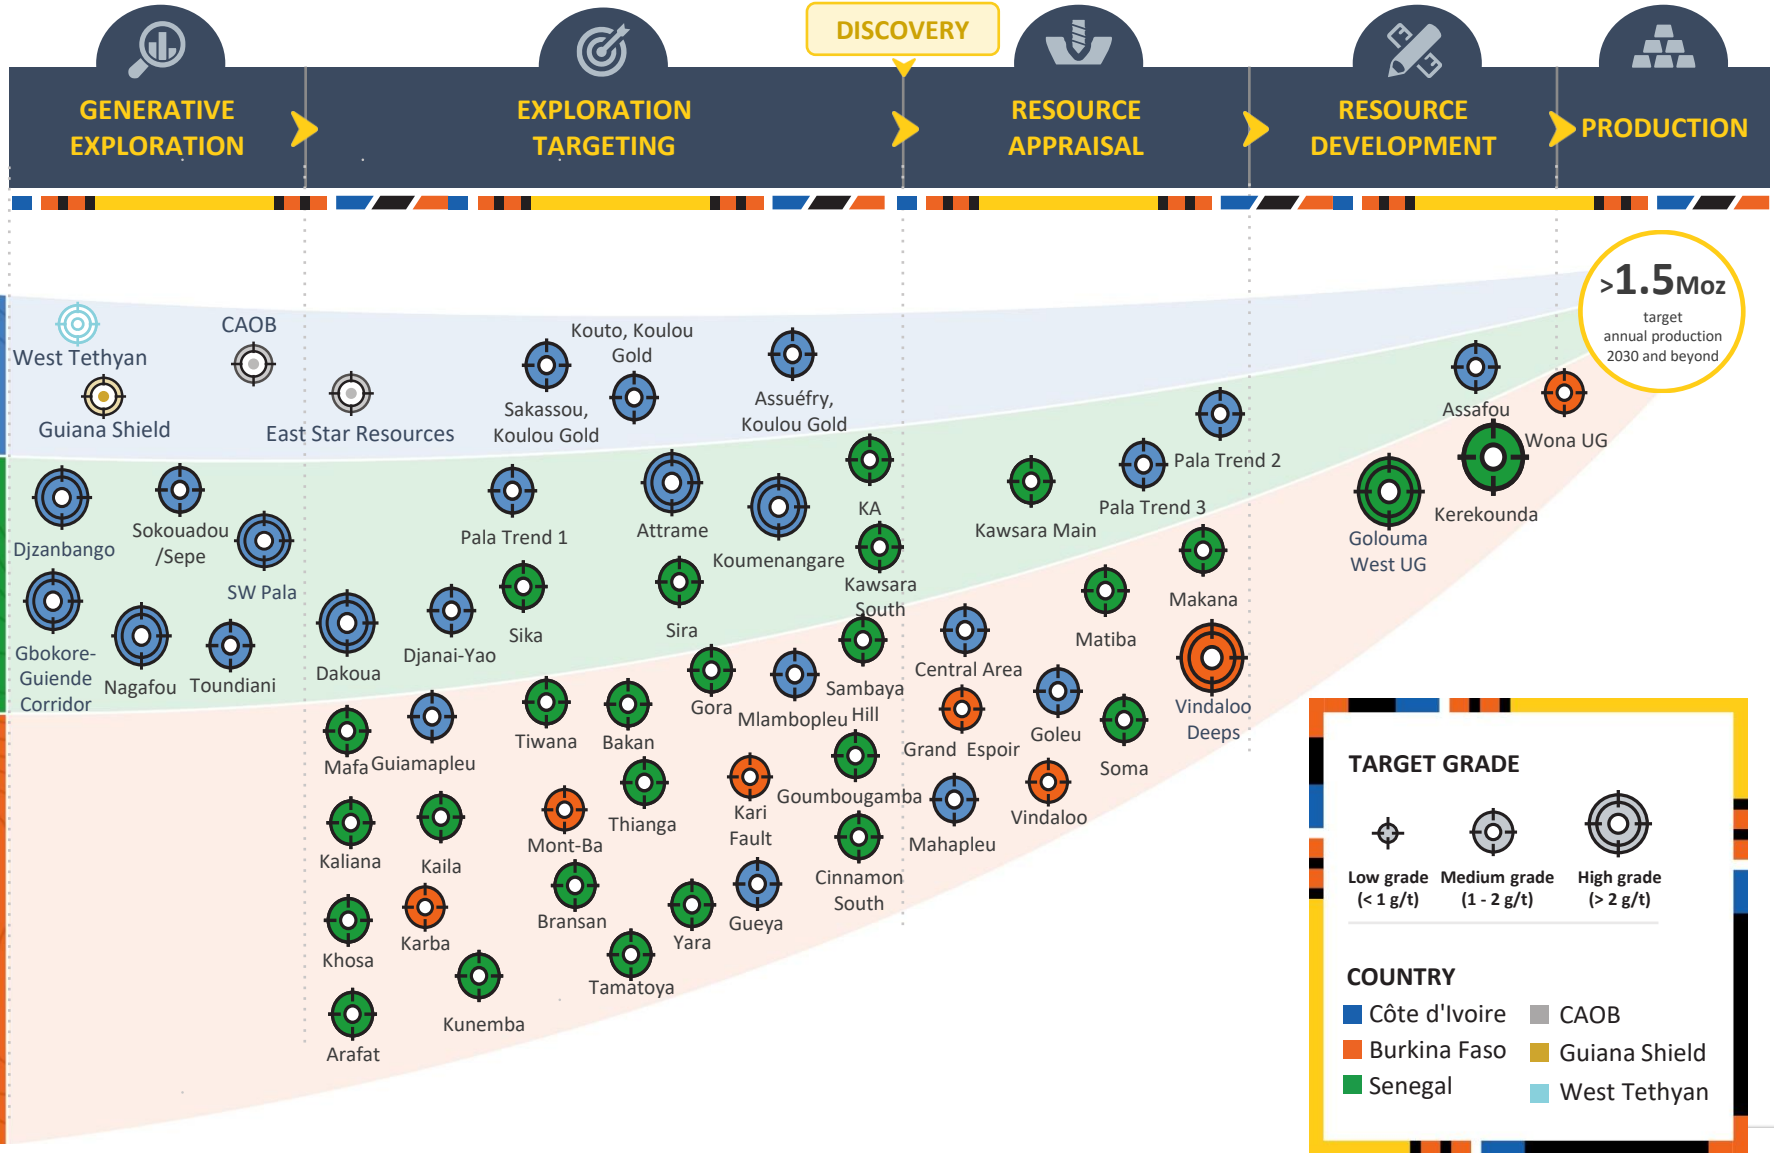 DISCOVERY
GENERATIVE
EXPLORATION
EXPLORATION
TARGETING
RESOURCE
APPRAISAL
RESOURCE
DEVELOPMENT
PRODUCTION
>1.5Moz
target
annual production
2030 and beyond
West Tethyan
CAOB
Guiana Shield
East Star Resources
Kouto, Koulou
Gold
Sakassou,
Koulou Gold
Assuéfry,
Koulou Gold
Assafou
Wona UG
Djzanbango
Sokouadou
/Sepe
SW Pala
Gbokore-
Guiende
Corridor
Nagafou
Toundiani
Dakoua
Djanai-Yao
Pala Trend 1
Sika
Attrame
Sira
Koumenangare
KA
Kawsara
South
Kawsara Main
Pala Trend 3
Pala Trend 2
Golouma
West UG
Kerekounda
Mafa
Guiamapleu
Tiwana
Bakan
Gora
Mlambopleu
Sambaya
Hill
Kaliana
Kaila
Mont-Ba
Thianga
Kari
Fault
Goumbougamba
Khosa
Karba
Bransan
Yara
Gueya
Cinnamon
South
Arafat
Kunemba
Tamatoya
Central Area
Grand Espoir
Mahapleu
Goleu
Vindaloo
Matiba
Soma
Makana
Vindaloo
Deeps
TARGET GRADE
Low grade
(< 1 g/t)
Medium grade
(1 - 2 g/t)
High grade
(> 2 g/t)
COUNTRY
Côte d'Ivoire
CAOB
Burkina Faso
Guiana Shield
Senegal
West Tethyan